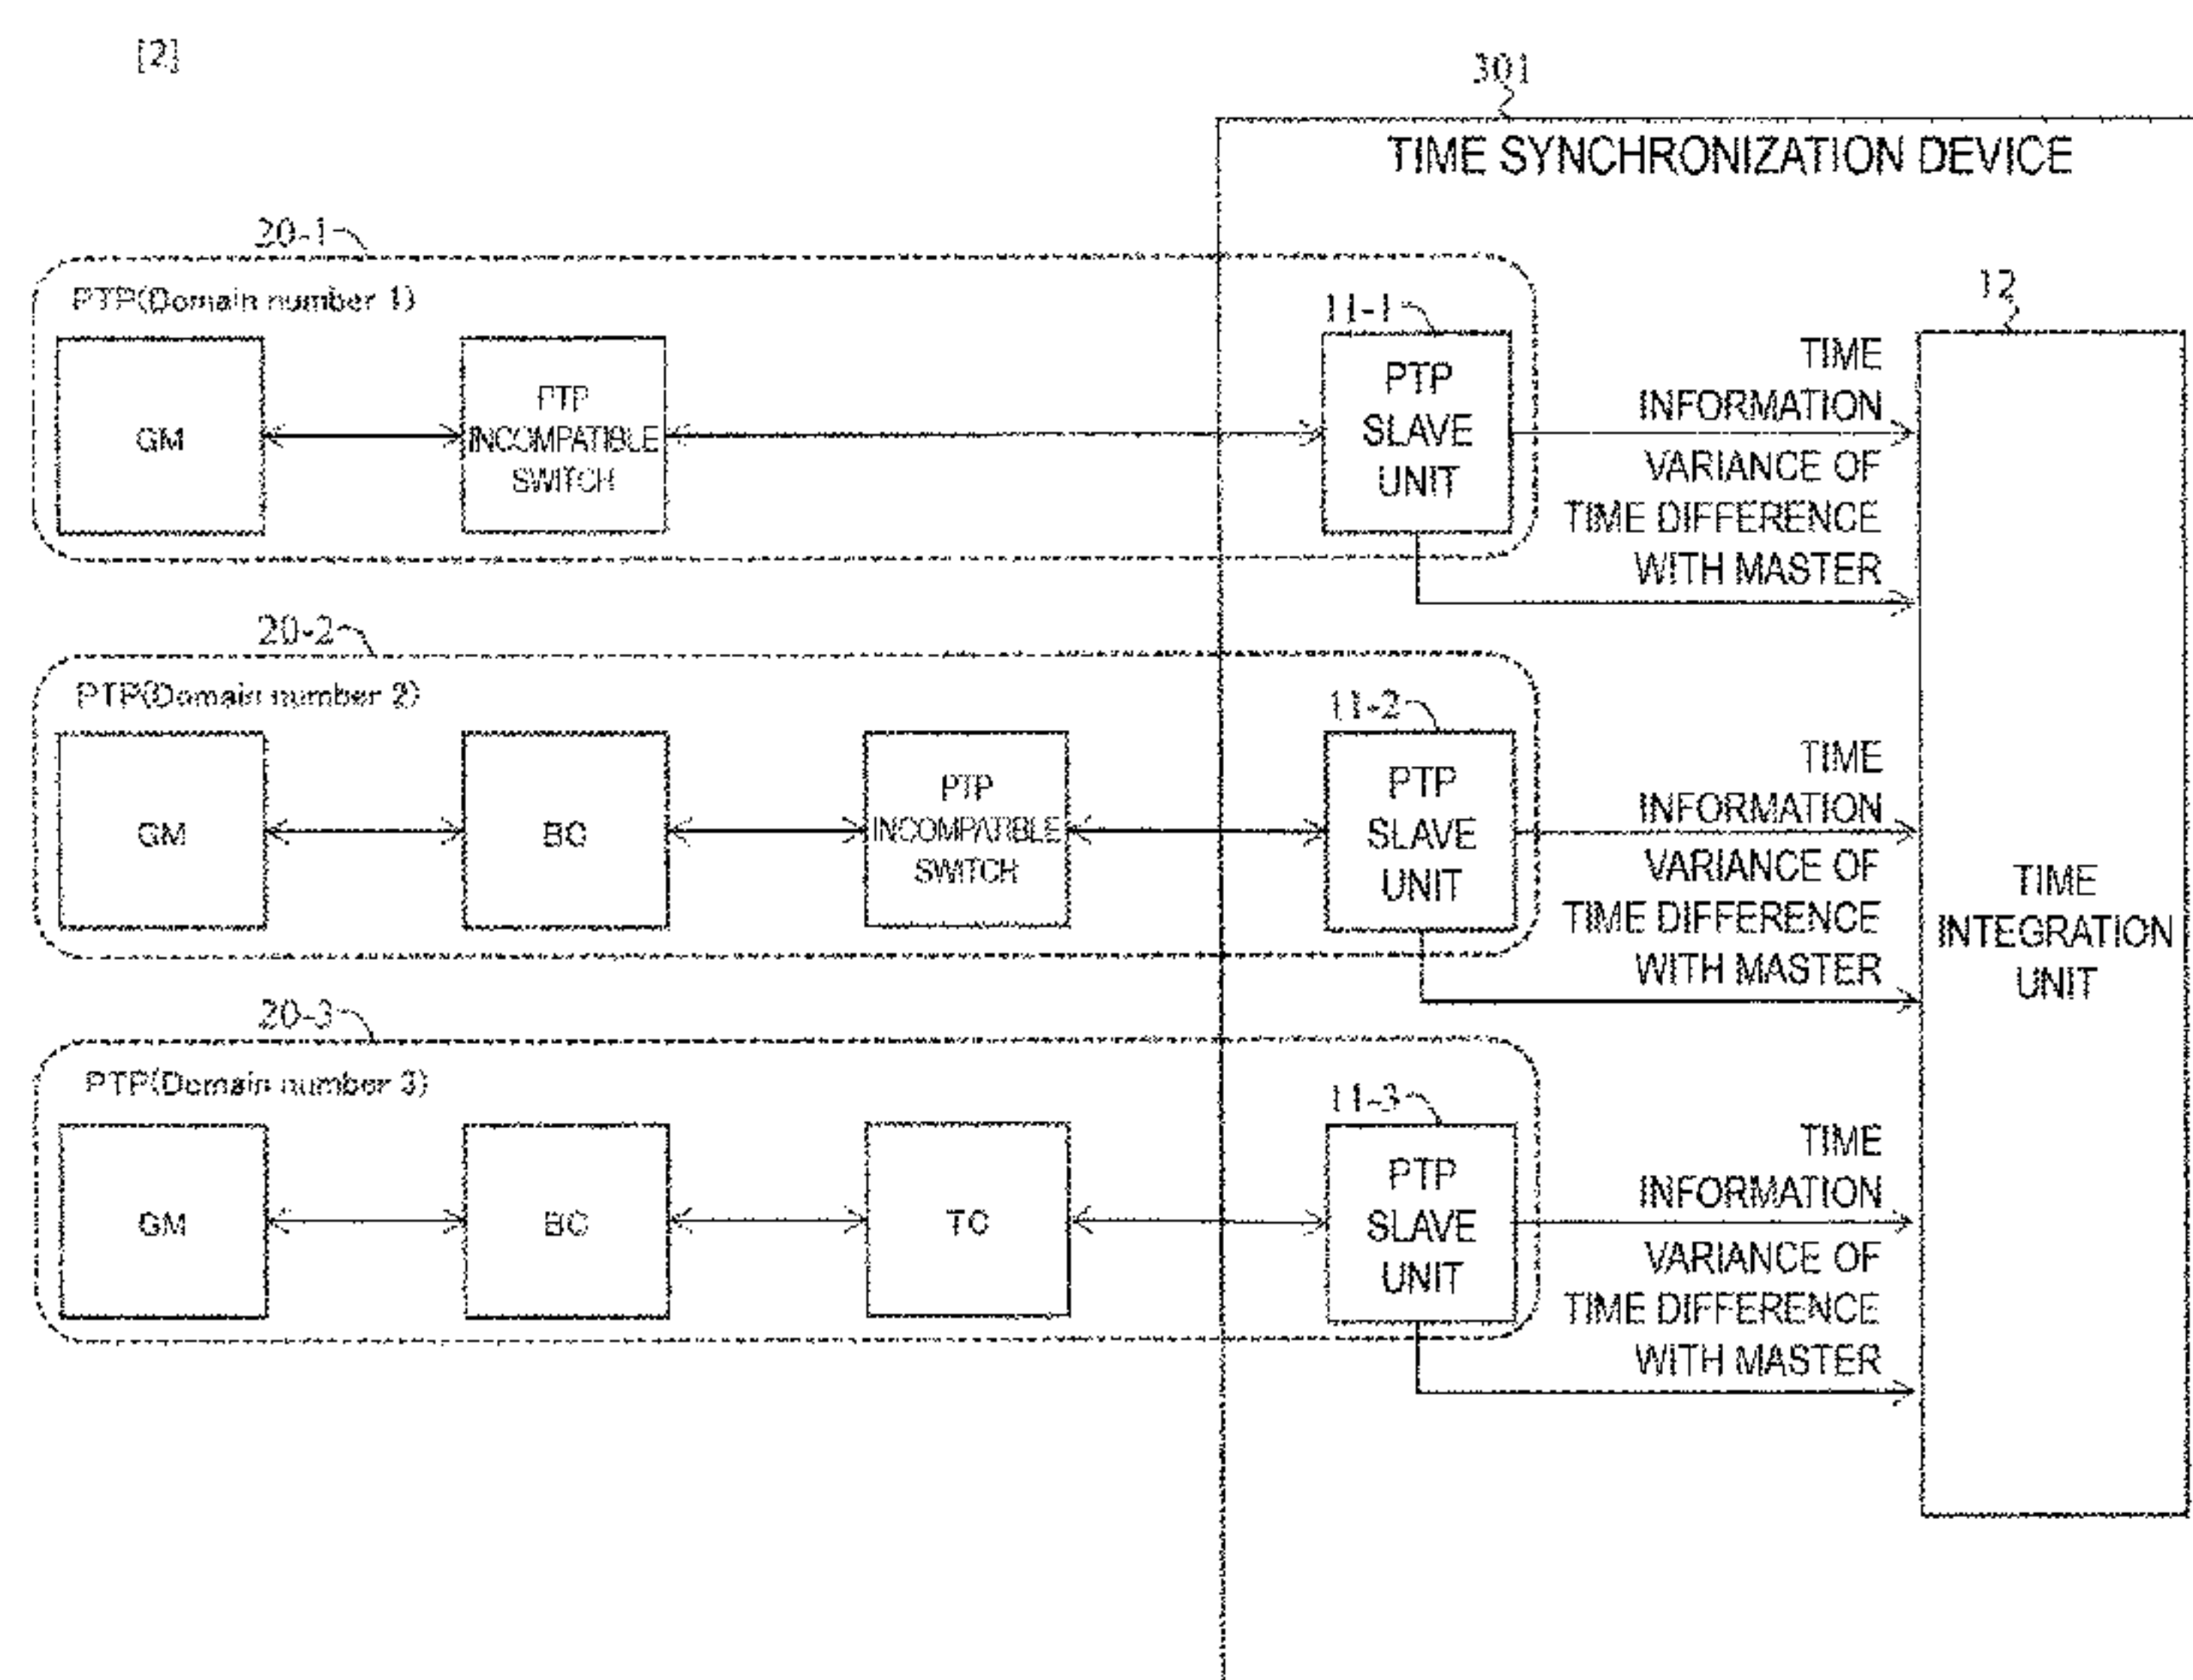 [2]
301
TIME SYNCHRONIZATION DEVICE
20-1
PTP(Domain number 1)
GM
PTP
INCOMPATIBLE
SWITCH
11-1
PTP
SLAVE
UNIT
TIME
INFORMATION
VARIANCE OF
TIME DIFFERENCE
WITH MASTER
12
TIME
INTEGRATION
UNIT
20-2
PTP(Domain number 2)
GM
BC
PTP
INCOMPATIBLE
SWITCH
11-2
PTP
SLAVE
UNIT
TIME
INFORMATION
VARIANCE OF
TIME DIFFERENCE
WITH MASTER
20-3
PTP(Domain number 3)
GM
BC
TC
11-3
PTP
SLAVE
UNIT
TIME
INFORMATION
VARIANCE OF
TIME DIFFERENCE
WITH MASTER